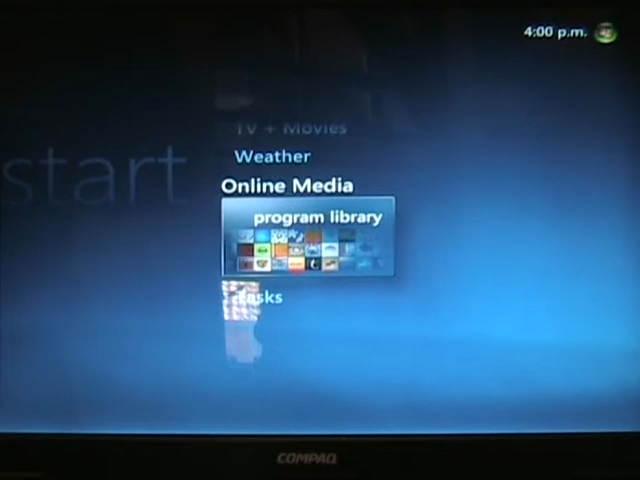 4:00 p.m.
TV + Movies
Weather
start
Online Media
program library
Tasks
COMPAQ